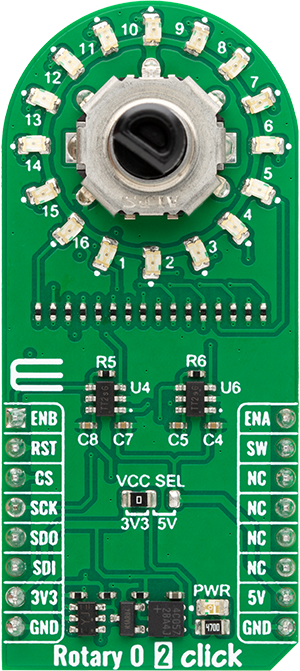 10 9
11 8
12 7
13 6
14 5
15 4
16 3
1 2
R5 R6
U4 U6
C8 C7 C5 C4
ENB ENA
RST SW
CS NC
SCK NC
SDO NC
SDI NC
3V3 5V
GND GND
VCC SEL
0
3V3 5V
PWR
4700
Rotary O 2 click